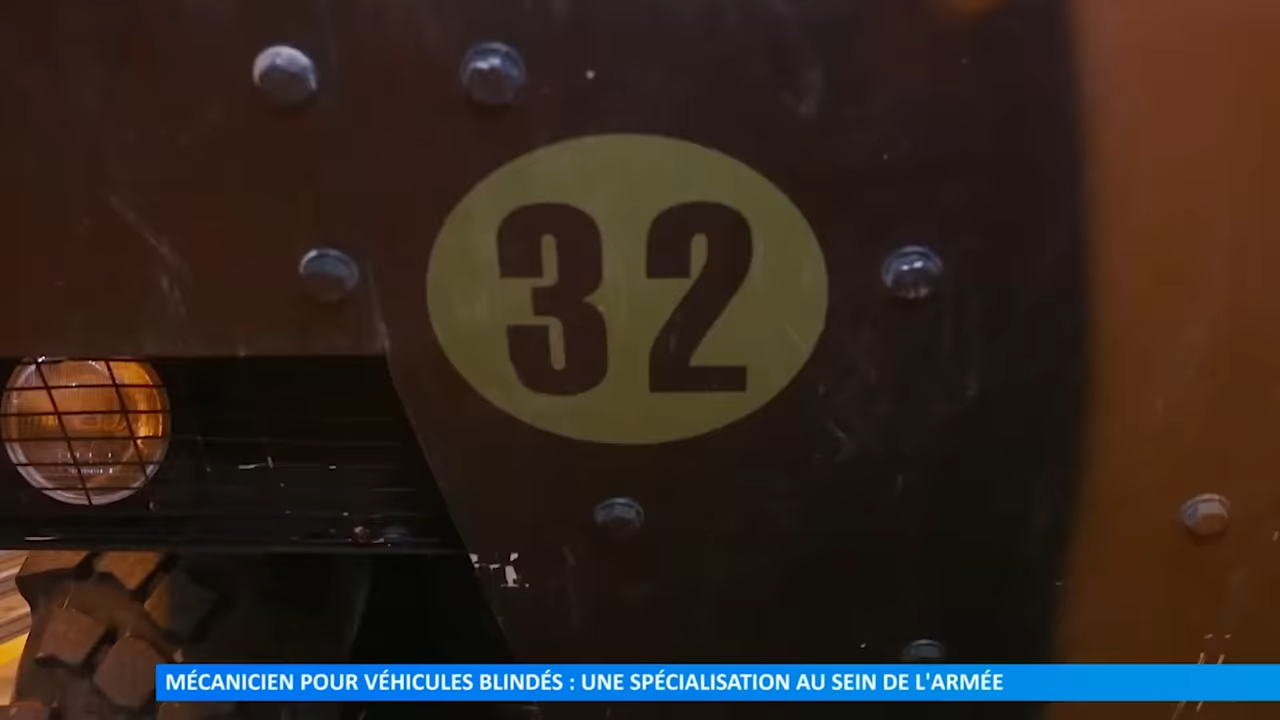 32
MÉCANICIEN POUR VÉHICULES BLINDÉS : UNE SPÉCIALISATION AU SEIN DE L'ARMÉE